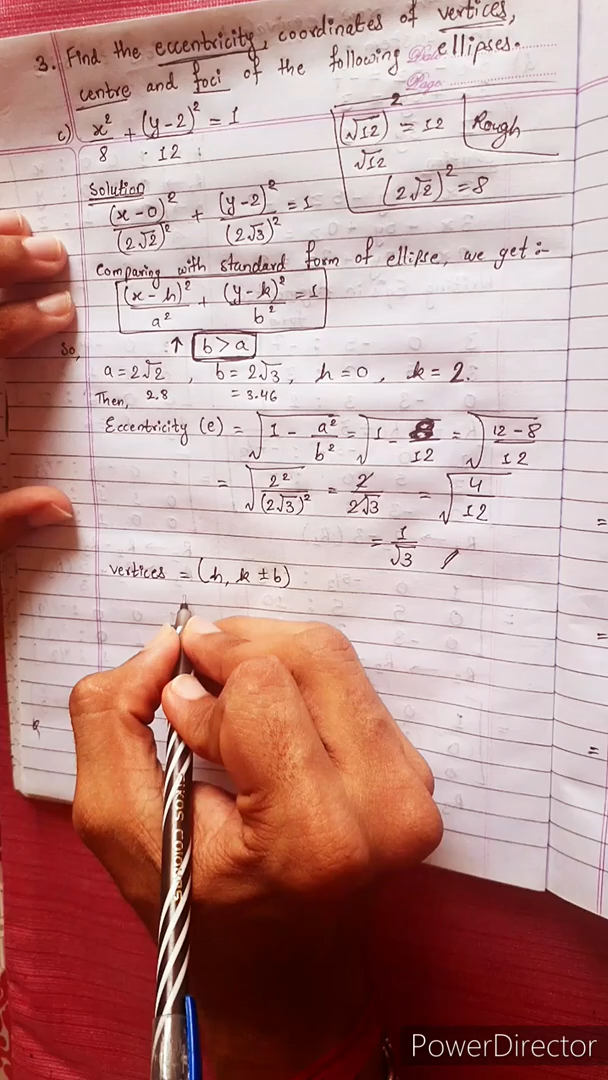 3. Find the eccentricity, coordinates of vertices,
centre and foci of the following ellipses.
Date
Page
c) x²/8 + (y-2)²/12 = 1
(√12)² = 12
√12
Rough
(2√2)² = 8
Solution
(x-0)²/(2√2)² + (y-2)²/(2√3)² = 1
Comparing with standard form of ellipse, we get :-
(x-h)²/a² + (y-k)²/b² = 1
↑ b > a
So,
a = 2√2 , b = 2√3, h = 0, k = 2.
Then, 2.8 = 3.46
Eccentricity (e) = √(1 - a²/b²) = √(1 - 8/12) = √((12-8)/12)
= √(2²/(2√3)²) = 2/2√3 = √(4/12)
= 1/√3
vertices = (h, k ± b)
=
=
=
PowerDirector